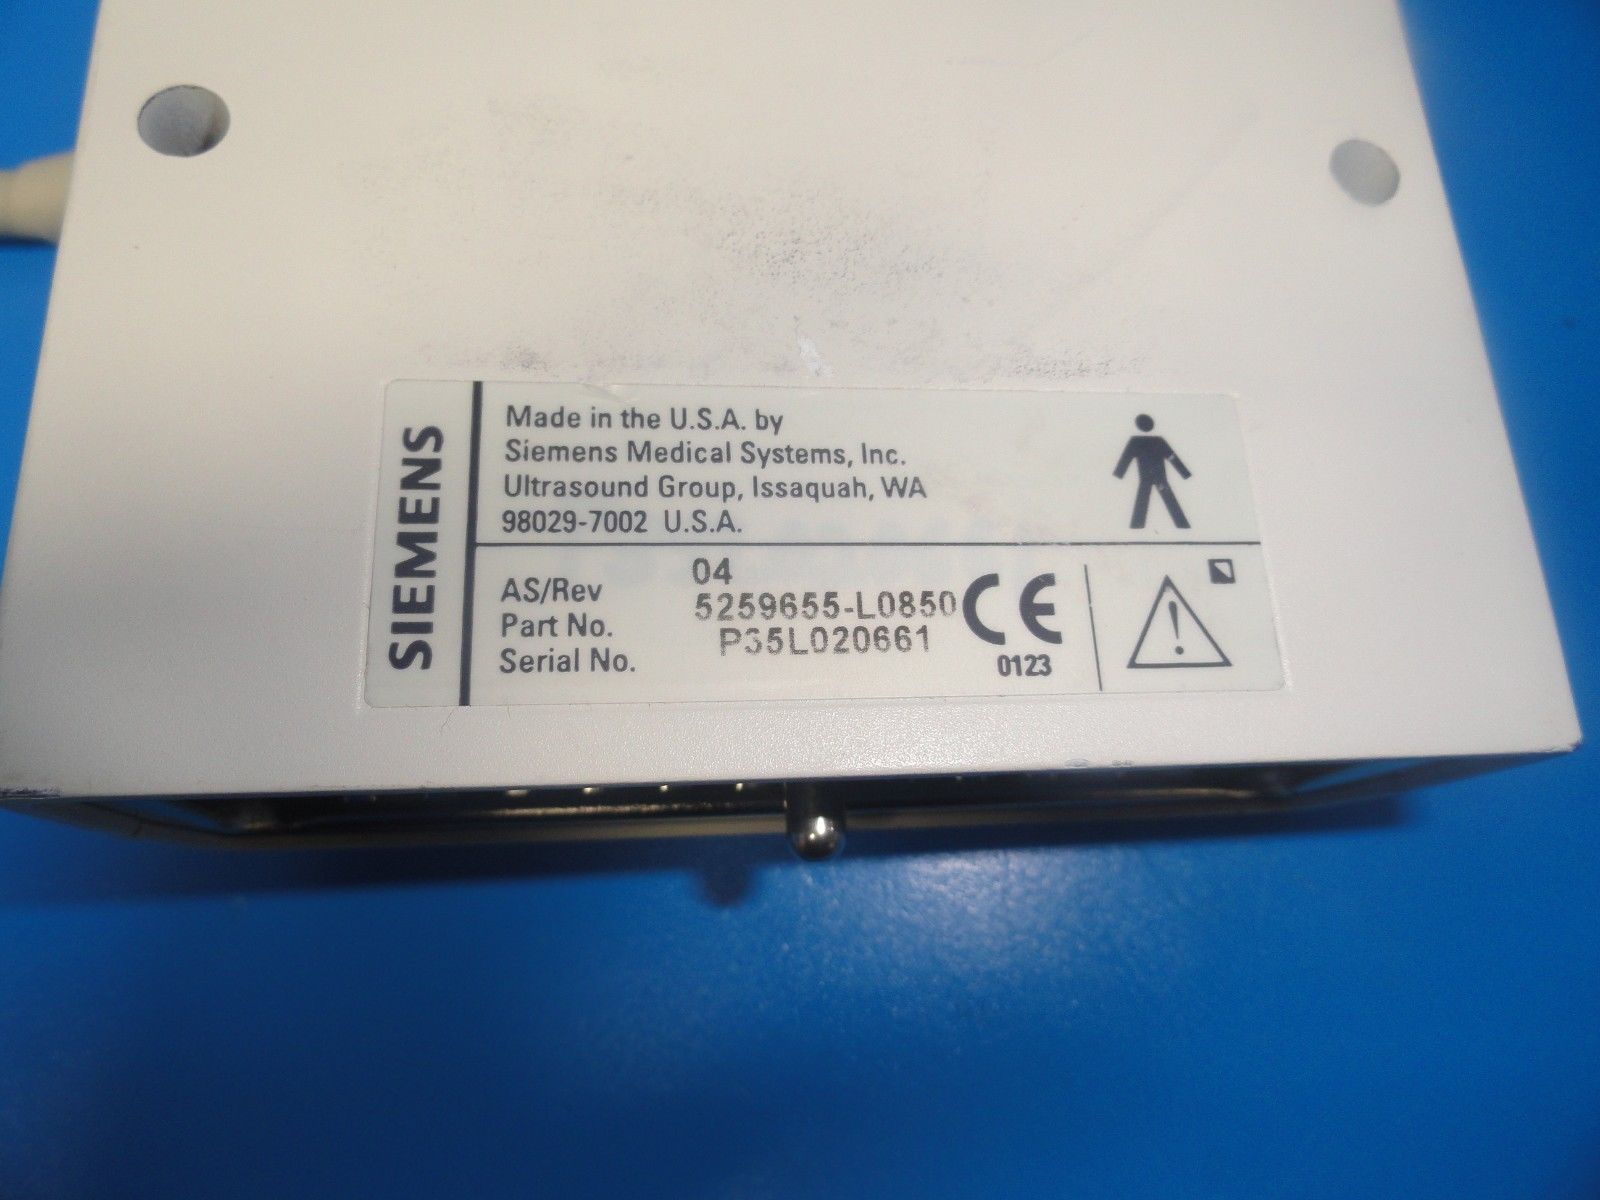 SIEMENS
Made in the U.S.A. by
Siemens Medical Systems, Inc.
Ultrasound Group, Issaquah, WA
98029-7002 U.S.A.
AS/Rev 04
Part No. 5259655-L0850
Serial No. P35L020661
CE
0123